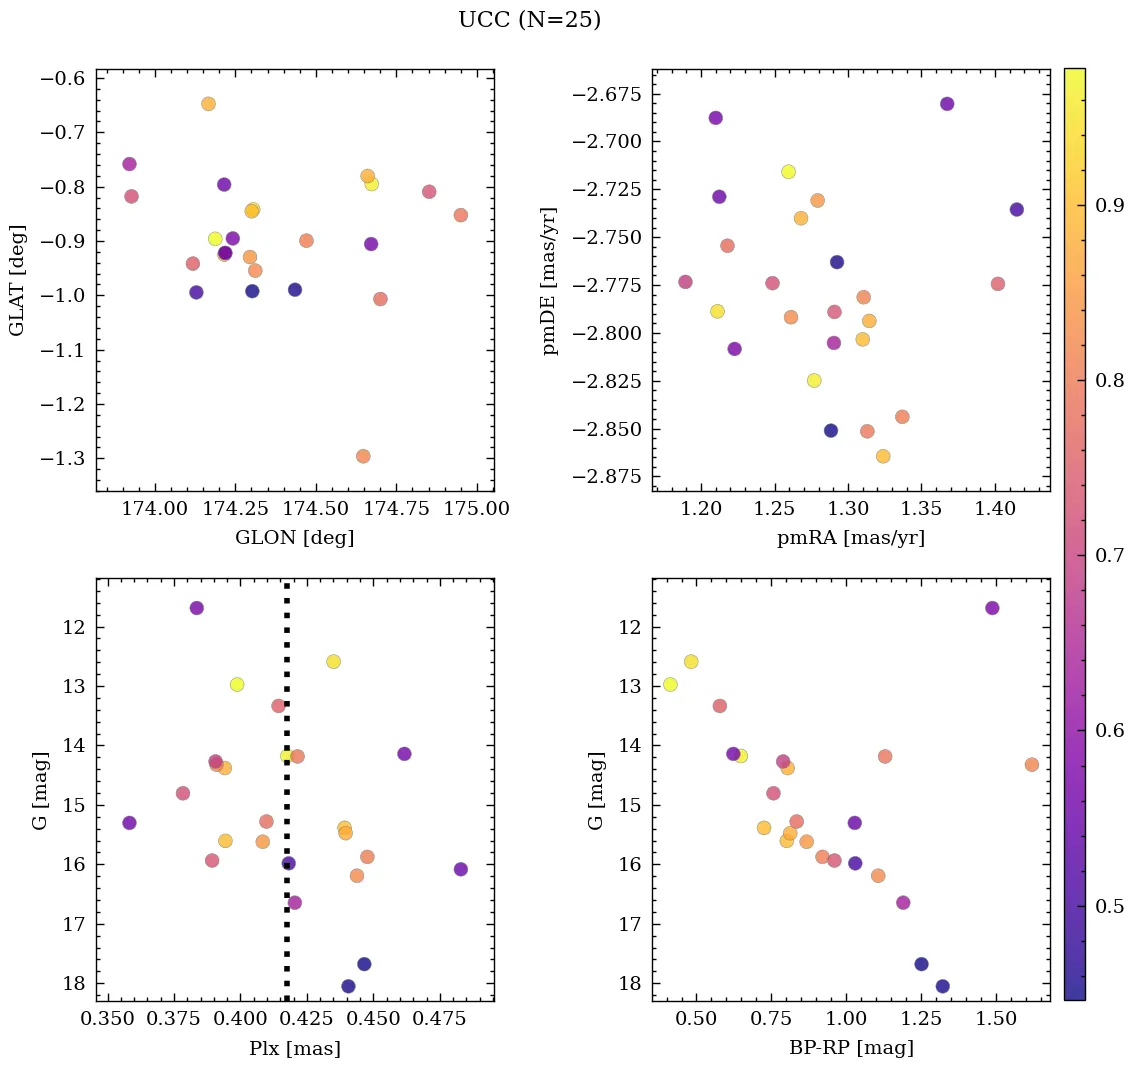 UCC (N=25)
−0.6
−0.7
−0.8
−0.9
−1.0
−1.1
−1.2
−1.3
GLAT [deg]
174.00 174.25 174.50 174.75 175.00
GLON [deg]
−2.675
−2.700
−2.725
−2.750
−2.775
−2.800
−2.825
−2.850
−2.875
pmDE [mas/yr]
1.20 1.25 1.30 1.35 1.40
pmRA [mas/yr]
0.9
0.8
0.7
0.6
0.5
12
13
14
15
16
17
18
G [mag]
0.350 0.375 0.400 0.425 0.450 0.475
Plx [mas]
12
13
14
15
16
17
18
G [mag]
0.50 0.75 1.00 1.25 1.50
BP-RP [mag]